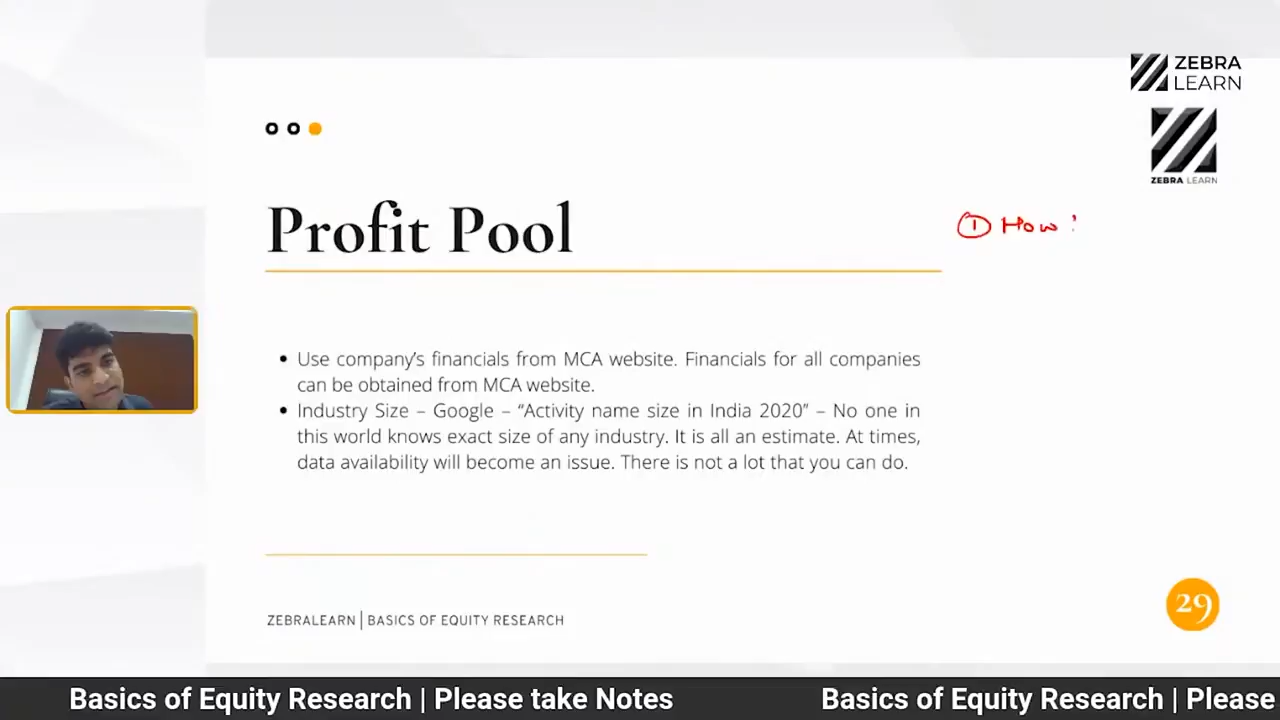 ZEBRA
LEARN
ZEBRA LEARN
Profit Pool
① How :
• Use company’s financials from MCA website. Financials for all companies
can be obtained from MCA website.
• Industry Size – Google – “Activity name size in India 2020” – No one in
this world knows exact size of any industry. It is all an estimate. At times,
data availability will become an issue. There is not a lot that you can do.
ZEBRALEARN | BASICS OF EQUITY RESEARCH
29
Basics of Equity Research | Please take Notes
Basics of Equity Research | Please